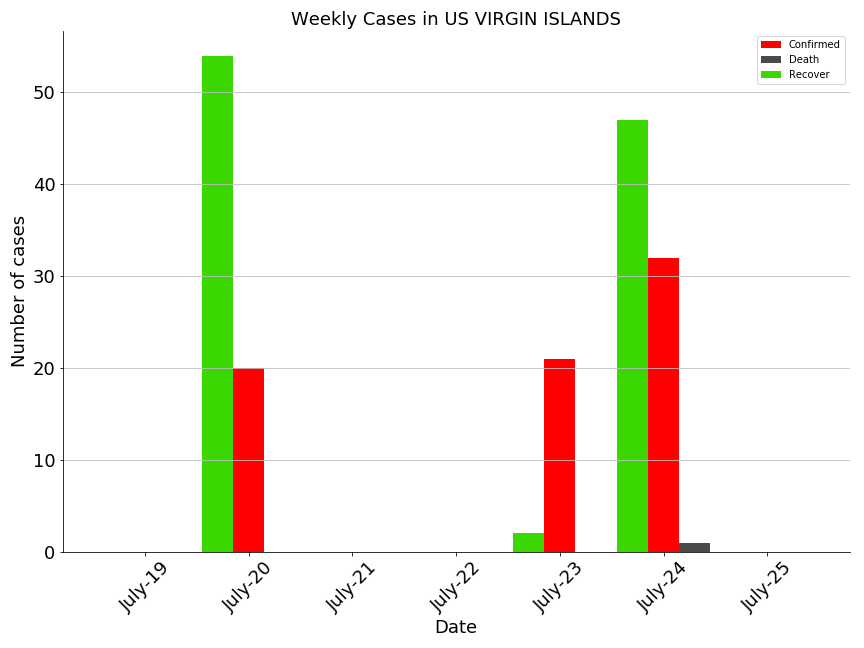 Weekly Cases in US VIRGIN ISLANDS
Confirmed
Death
Recover
Number of cases
50
40
30
20
10
0
July-19
July-20
July-21
July-22
July-23
July-24
July-25
Date